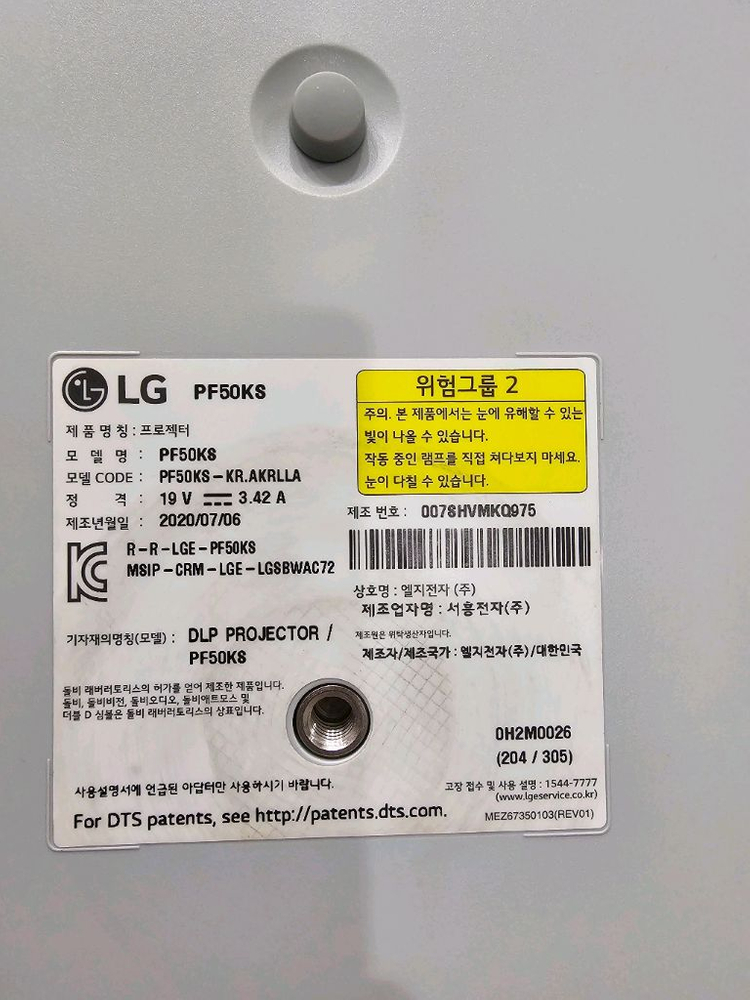 LG PF50KS
제 품 명 칭 : 프로젝터
모 델 명 : PF50KS
모델 CODE : PF50KS-KR.AKRLLA
정 격 : 19 V ⎓ 3.42 A
제조년월일 : 2020/07/06
R-R-LGE-PF50KS
MSIP-CRM-LGE-LGSBWAC72
기자재의명칭(모델) : DLP PROJECTOR /
PF50KS
돌비 래버러토리스의 허가를 얻어 제조한 제품입니다.
돌비, 돌비비전, 돌비오디오, 돌비애트모스 및
더블 D 심볼은 돌비 래버러토리스의 상표입니다.
위험그룹 2
주의. 본 제품에서는 눈에 유해할 수 있는
빛이 나올 수 있습니다.
작동 중인 램프를 직접 쳐다보지 마세요.
눈이 다칠 수 있습니다.
제조 번호 : 007SHVMKQ975
상호명 : 엘지전자 (주)
제조업자명 : 서흥전자(주)
제조원은 위탁생산자입니다.
제조자/제조국가 : 엘지전자(주)/대한민국
0H2M0026
(204 / 305)
사용설명서에 언급된 아답터만 사용하시기 바랍니다.
고장 접수 및 사용 설명 : 1544-7777
(www.lgeservice.co.kr)
For DTS patents, see http://patents.dts.com.
MEZ67350103(REV01)